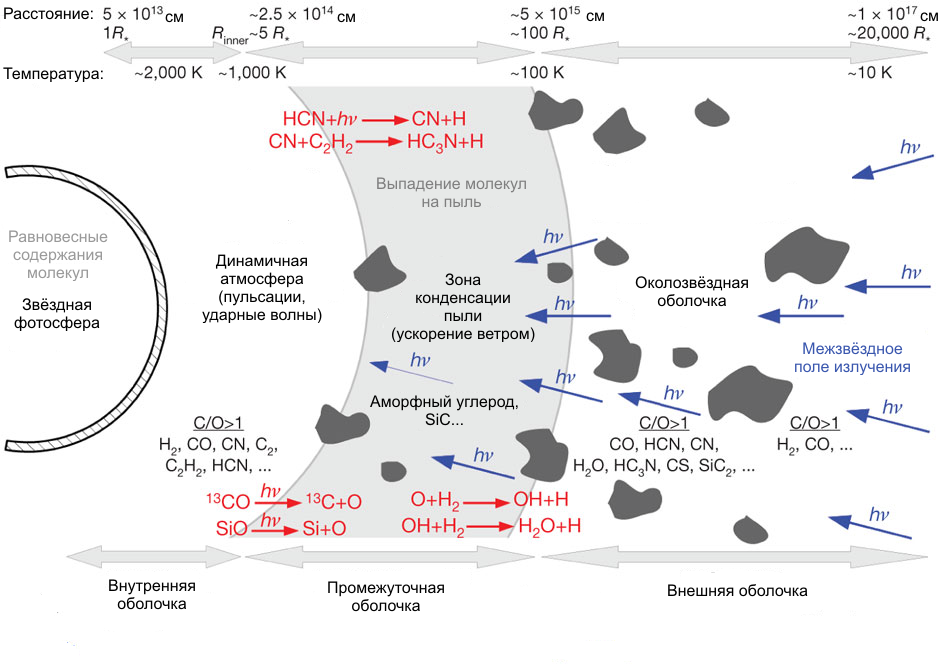 Расстояние: 5 × 10¹³ см ~2.5 × 10¹⁴ см ~5 × 10¹⁵ см ~1 × 10¹⁷ см
1R* Rinner ~5 R* ~100 R* ~20,000 R*
Температура: ~2,000 K ~1,000 K ~100 K ~10 K
HCN+hν → CN+H
CN+C₂H₂ → HC₃N+H
hν
Выпадение молекул
на пыль
Равновесные
содержания
молекул
Звёздная
фотосфера
Динамичная
атмосфера
(пульсации,
ударные волны)
Зона
конденсации
пыли
(ускорение ветром)
hν
hν
Околозвёздная
оболочка
hν
hν
Межзвёздное
поле излучения
hν
hν
hν
hν
Аморфный углерод,
SiC...
C/O>1
H₂, CO, CN, C₂,
C₂H₂, HCN, ...
C/O>1
CO, HCN, CN,
H₂O, HC₃N, CS, SiC₂, ...
C/O>1
H₂, CO, ...
hν
¹³CO hν → ¹³C+O
SiO hν → Si+O
O+H₂ → OH+H
OH+H₂ → H₂O+H
hν
Внутренняя
оболочка
Промежуточная
оболочка
Внешняя оболочка